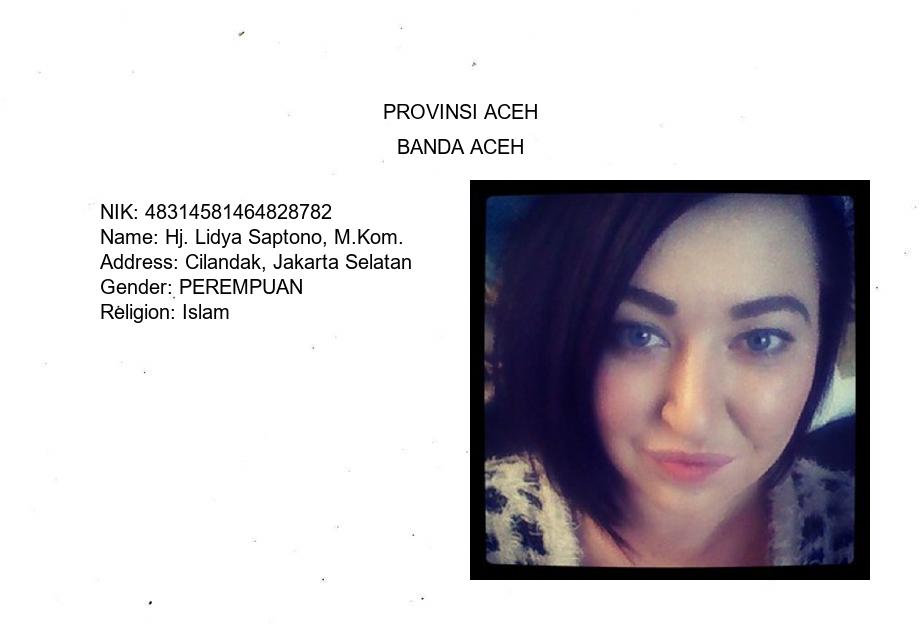 PROVINSI ACEH
BANDA ACEH
NIK: 48314581464828782
Name: Hj. Lidya Saptono, M.Kom.
Address: Cilandak, Jakarta Selatan
Gender: PEREMPUAN
Religion: Islam